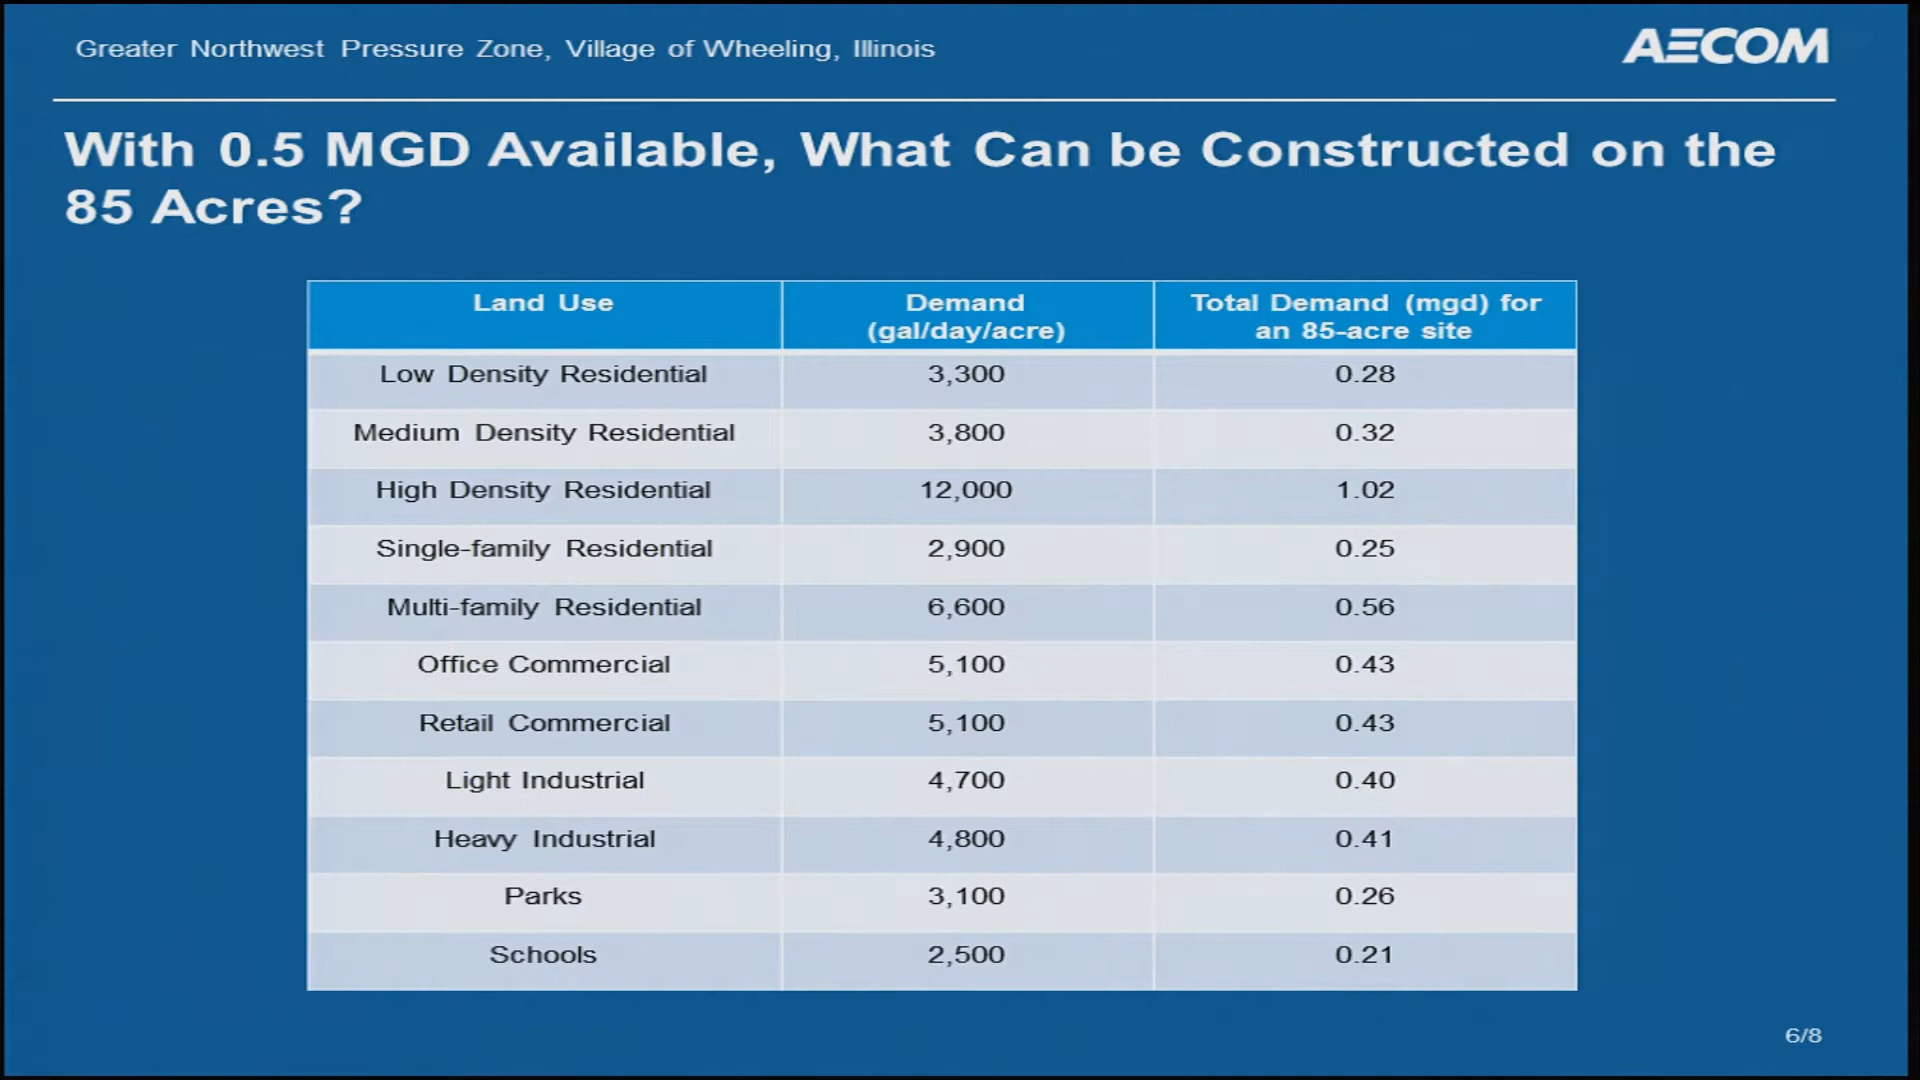 Greater Northwest Pressure Zone, Village of Wheeling, Illinois
AECOM
With 0.5 MGD Available, What Can be Constructed on the
85 Acres?
Land Use Demand (gal/day/acre) Total Demand (mgd) for an 85-acre site
Low Density Residential 3,300 0.28
Medium Density Residential 3,800 0.32
High Density Residential 12,000 1.02
Single-family Residential 2,900 0.25
Multi-family Residential 6,600 0.56
Office Commercial 5,100 0.43
Retail Commercial 5,100 0.43
Light Industrial 4,700 0.40
Heavy Industrial 4,800 0.41
Parks 3,100 0.26
Schools 2,500 0.21
6/8